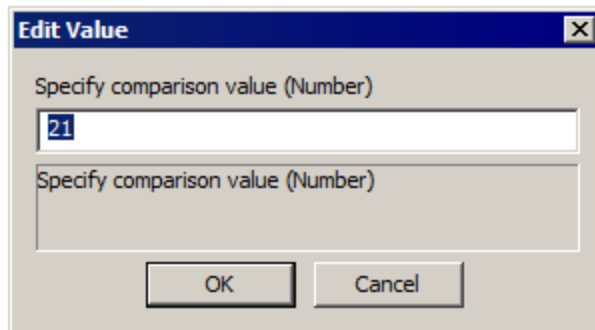 Edit Value
Specify comparison value (Number)
21
Specify comparison value (Number)
OK
Cancel